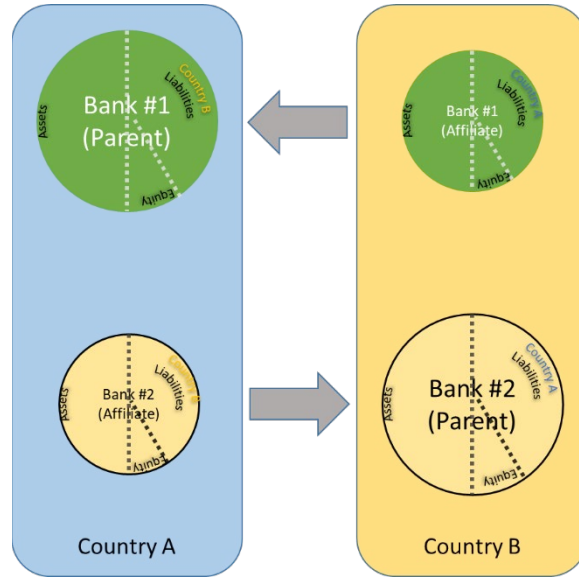 Country B
Liabilities
Assets
Bank #1
(Parent)
Equity
Country A
Liabilities
Assets
Bank #1
(Affiliate)
Equity
Country B
Liabilities
Assets
Bank #2
(Affiliate)
Equity
Country A
Liabilities
Assets
Bank #2
(Parent)
Equity
Country A
Country B